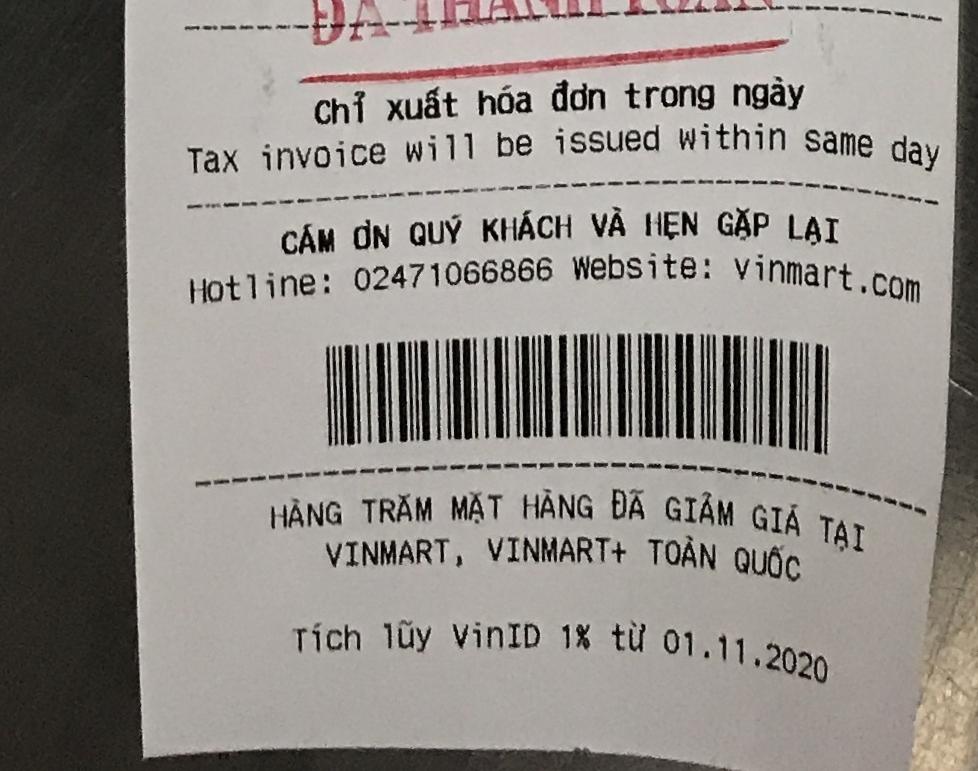 ĐÃ THANH TOÁN
Chỉ xuất hóa đơn trong ngày
Tax invoice will be issued within same day
CÁM ƠN QUÝ KHÁCH VÀ HẸN GẶP LẠI
Hotline: 02471066866 Website: vinmart.com
HÀNG TRĂM MẶT HÀNG ĐÃ GIẢM GIÁ TẠI
VINMART, VINMART+ TOÀN QUỐC
Tích lũy VinID 1% từ 01.11.2020